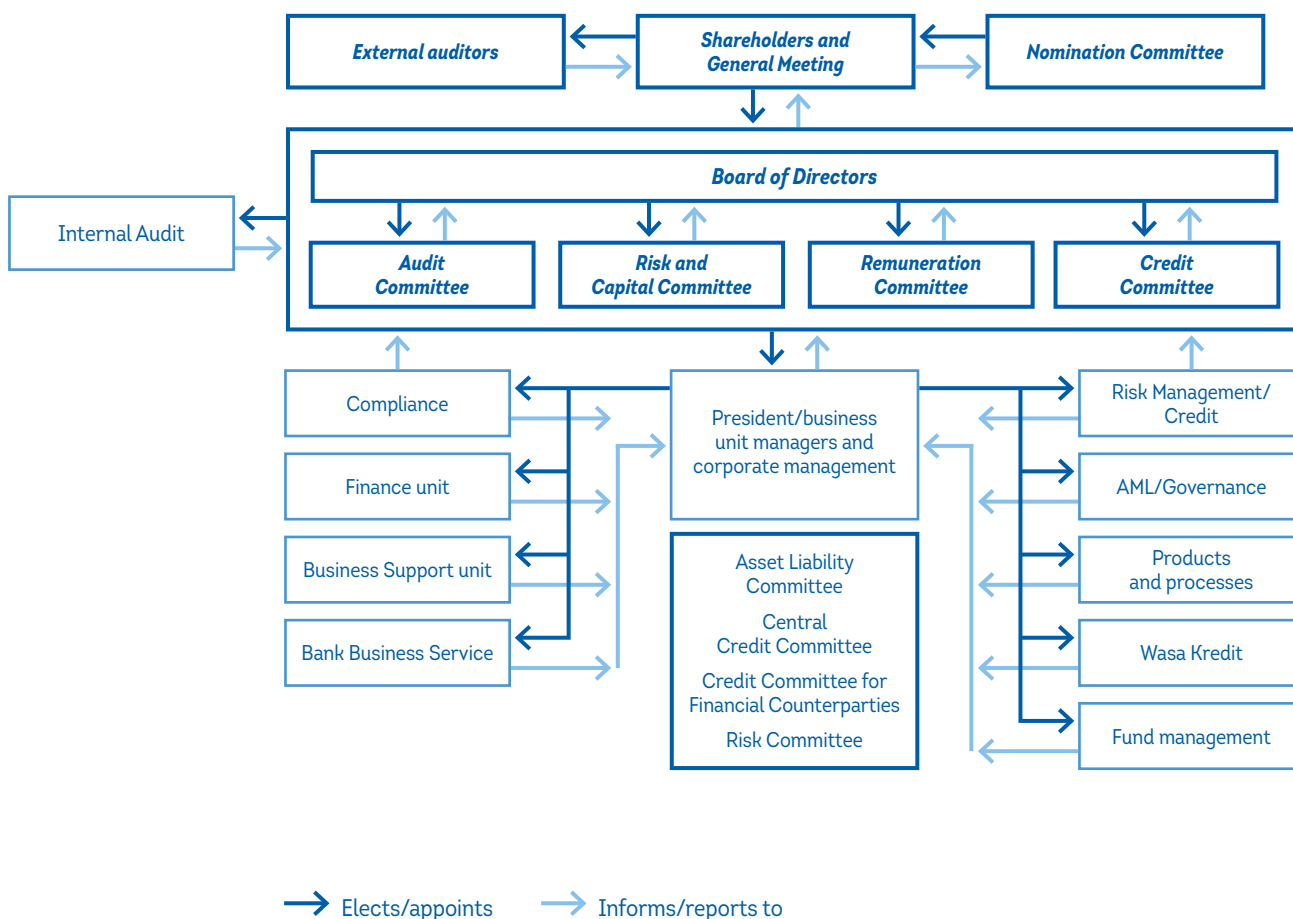 External auditors
Shareholders and
General Meeting
Nomination Committee
Board of Directors
Internal Audit
Audit
Committee
Risk and
Capital Committee
Remuneration
Committee
Credit
Committee
Compliance
Finance unit
Business Support unit
Bank Business Service
President/business
unit managers and
corporate management
Asset Liability
Committee
Central
Credit Committee
Credit Committee for
Financial Counterparties
Risk Committee
Risk Management/
Credit
AML/Governance
Products
and processes
Wasa Kredit
Fund management
Elects/appoints
Informs/reports to